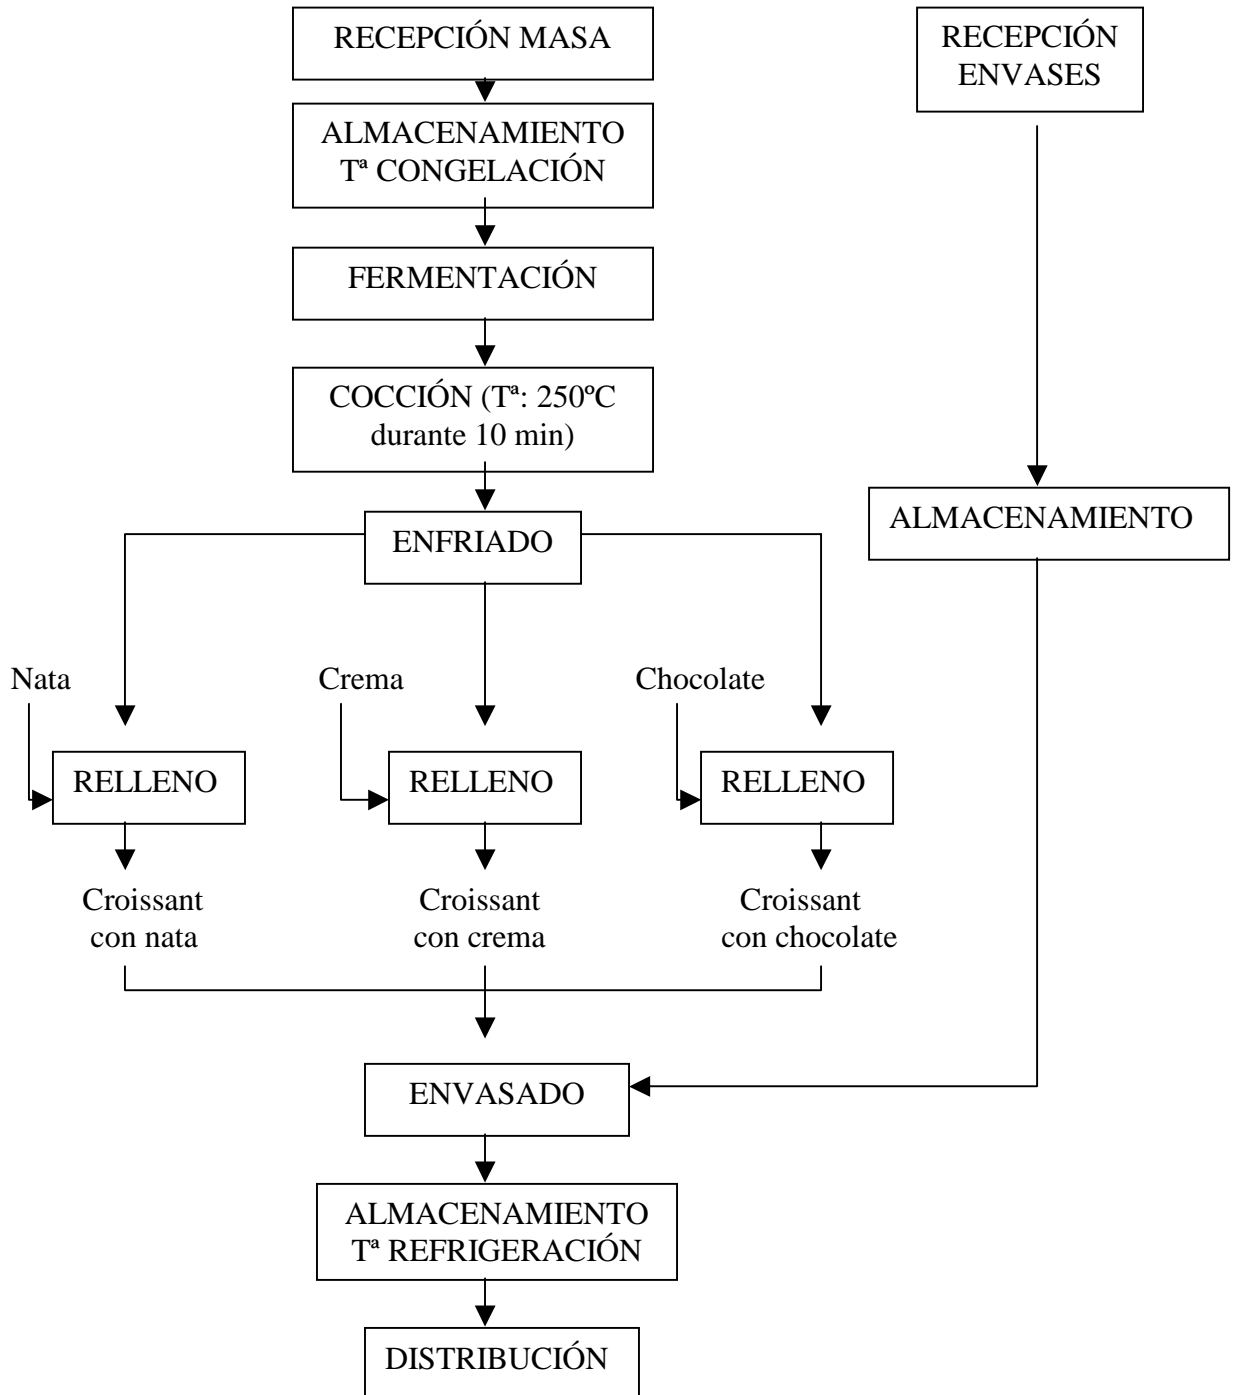 RECEPCIÓN MASA
RECEPCIÓN
ENVASES
ALMACENAMIENTO
Tª CONGELACIÓN
FERMENTACIÓN
COCCIÓN (Tª: 250ºC
durante 10 min)
ALMACENAMIENTO
ENFRIADO
Nata
Crema
Chocolate
RELLENO
RELLENO
RELLENO
Croissant
con nata
Croissant
con crema
Croissant
con chocolate
ENVASADO
ALMACENAMIENTO
Tª REFRIGERACIÓN
DISTRIBUCIÓN